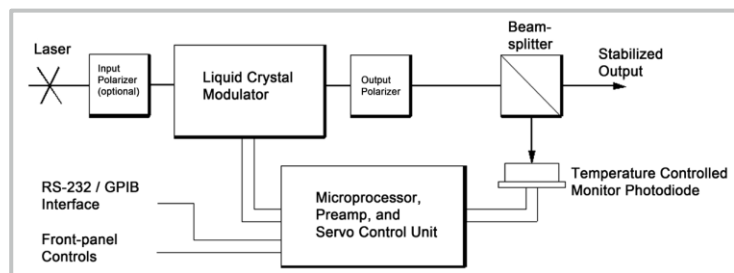 Laser
Input
Polarizer
(optional)
Liquid Crystal
Modulator
Output
Polarizer
Beam-
splitter
Stabilized
Output
Temperature Controlled
Monitor Photodiode
RS-232 / GPIB
Interface
Microprocessor,
Preamp, and
Servo Control Unit
Front-panel
Controls